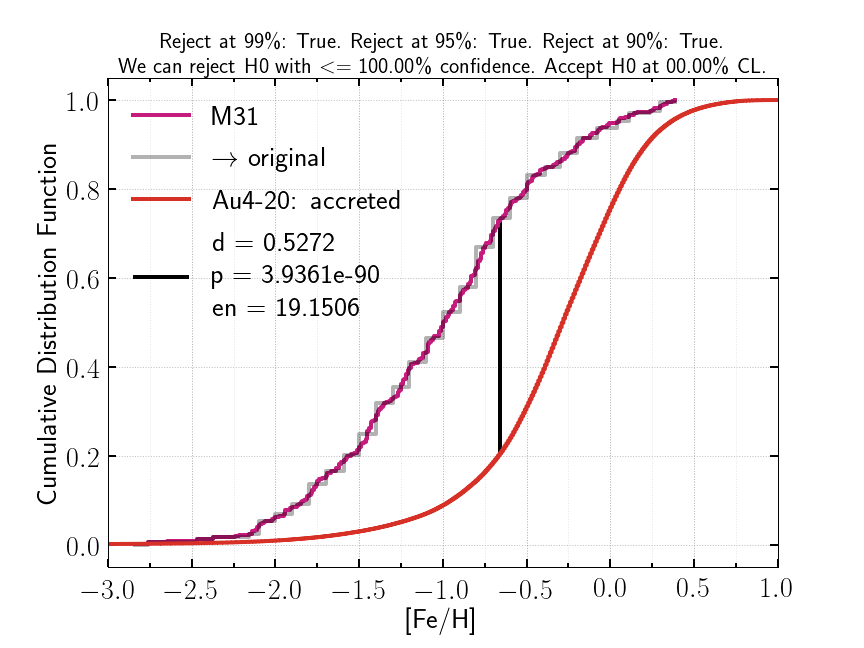 Reject at 99%: True. Reject at 95%: True. Reject at 90%: True.
We can reject H0 with <= 100.00% confidence. Accept H0 at 00.00% CL.
M31
→ original
Au4-20: accreted
d = 0.5272
p = 3.9361e-90
en = 19.1506
Cumulative Distribution Function
1.0
0.8
0.6
0.4
0.2
0.0
−3.0 −2.5 −2.0 −1.5 −1.0 −0.5 0.0 0.5 1.0
[Fe/H]